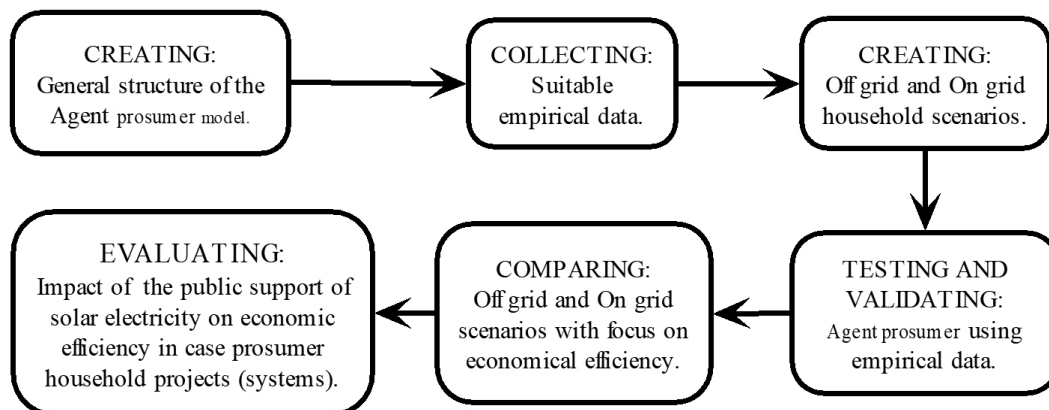 CREATING:
General structure of the
Agent prosumer model.
COLLECTING:
Suitable
empirical data.
CREATING:
Off grid and On grid
household scenarios.
TESTING AND
VALIDATING:
Agent prosumer using
empirical data.
COMPARING:
Off grid and On grid
scenarios with focus on
economical efficiency.
EVALUATING:
Impact of the public support of
solar electricity on economic
efficiency in case prosumer
household projects (systems).